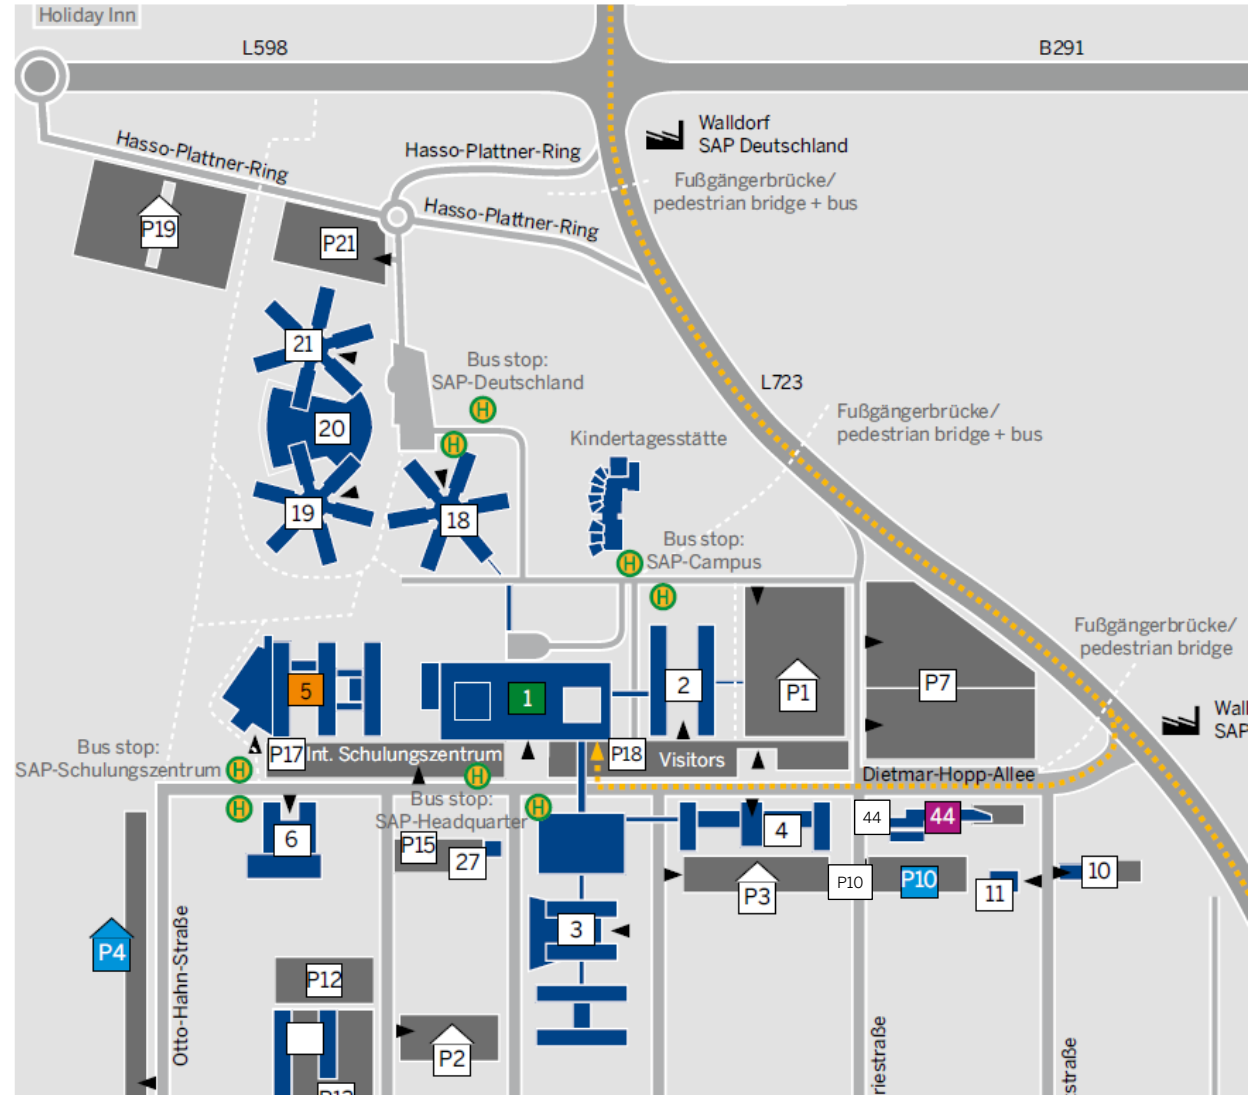 Holiday Inn
L598
B291
Walldorf
SAP Deutschland
Hasso-Plattner-Ring
Hasso-Plattner-Ring
Fußgängerbrücke/
pedestrian bridge + bus
Hasso-Plattner-Ring
P19
P21
21
Bus stop:
SAP-Deutschland
L723
Fußgängerbrücke/
pedestrian bridge + bus
20
H
H
Kindertagesstätte
19
18
Bus stop:
SAP-Campus
H
H
Fußgängerbrücke/
pedestrian bridge
5
1
2
P1
P7
Bus stop:
SAP-Schulungszentrum
H
P17
Int. Schulungszentrum
P18
Visitors
H
Dietmar-Hopp-Allee
H
Bus stop:
SAP-Headquarter
H
6
P15
27
4
44
44
P3
P10
P10
11
10
P4
3
Otto-Hahn-Straße
P12
P2